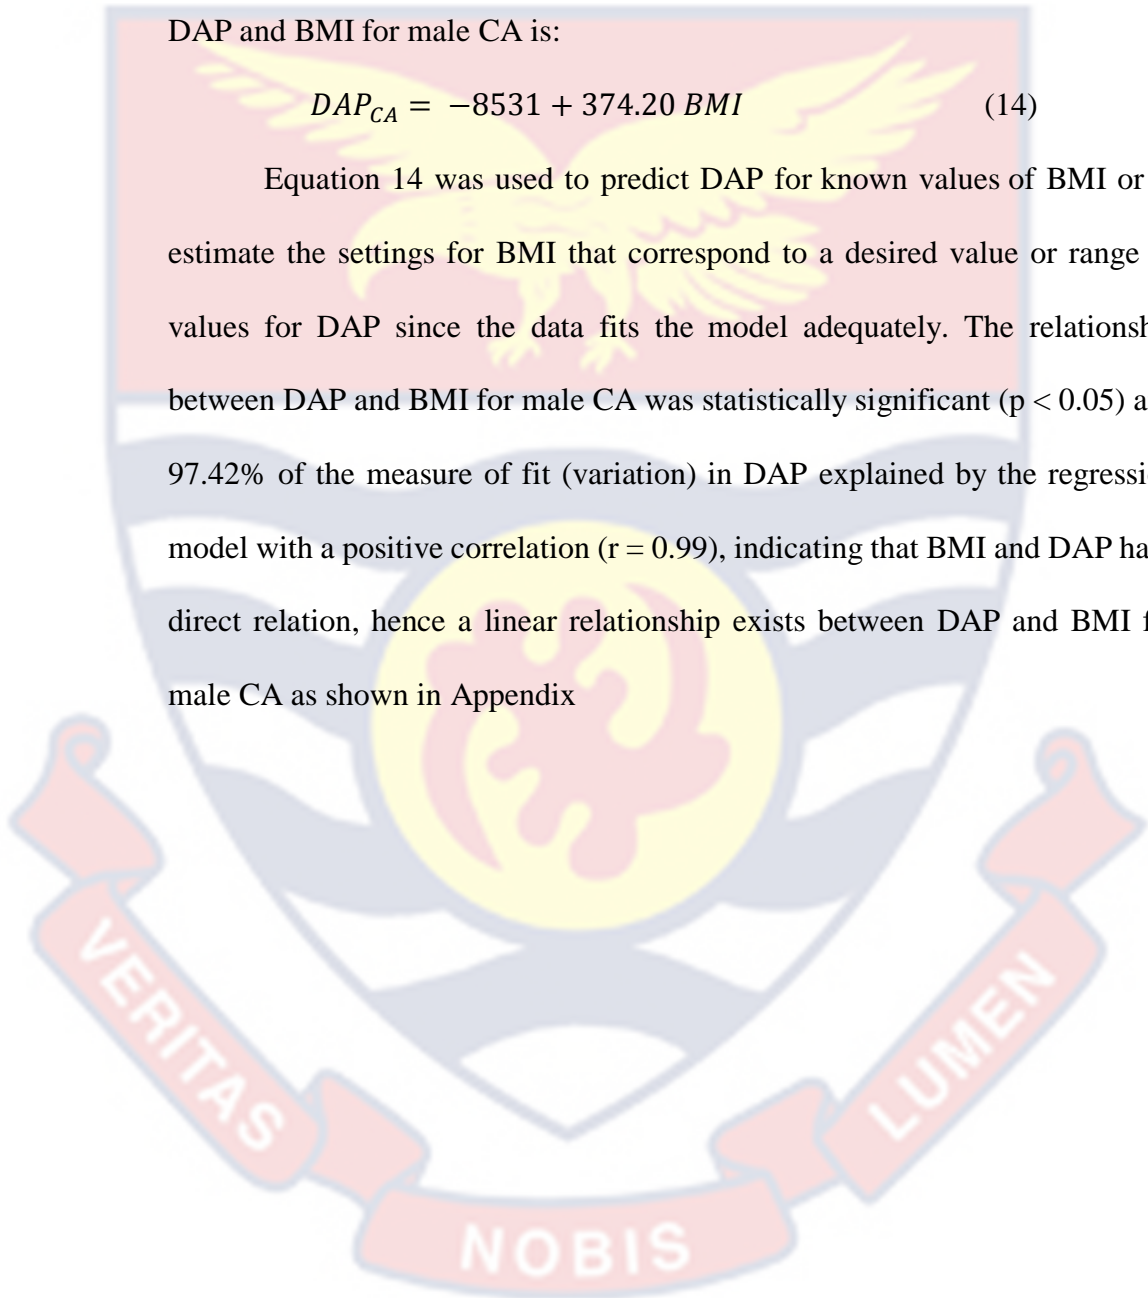 DAP and BMI for male CA is:
DAP_CA = −8531 + 374.20 BMI (14)
Equation 14 was used to predict DAP for known values of BMI or
estimate the settings for BMI that correspond to a desired value or range
values for DAP since the data fits the model adequately. The relationsh
between DAP and BMI for male CA was statistically significant (p < 0.05) a
97.42% of the measure of fit (variation) in DAP explained by the regressi
model with a positive correlation (r = 0.99), indicating that BMI and DAP ha
direct relation, hence a linear relationship exists between DAP and BMI f
male CA as shown in Appendix
VERITAS
NOBIS
LUMEN